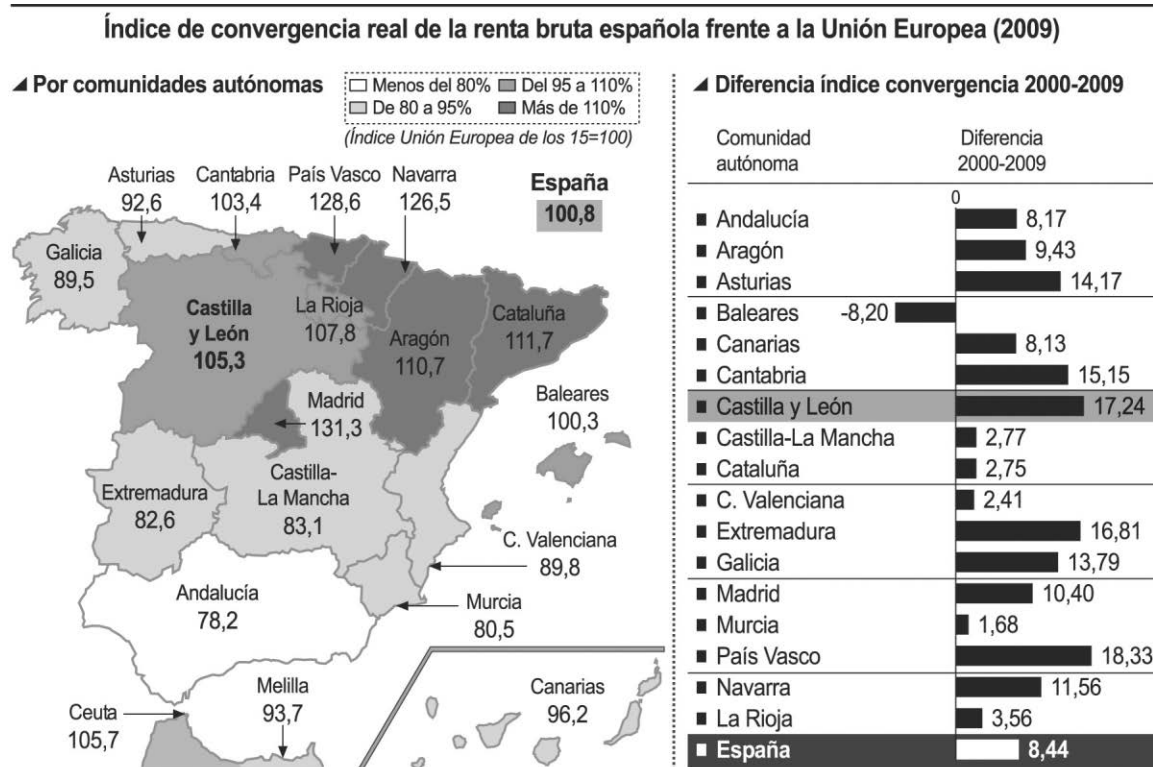 Índice de convergencia real de la renta bruta española frente a la Unión Europea (2009)
Por comunidades autónomas
Menos del 80%
Del 95 a 110%
De 80 a 95%
Más de 110%
(Índice Unión Europea de los 15=100)
Asturias
92,6
Cantabria
103,4
País Vasco
128,6
Navarra
126,5
España
100,8
Galicia
89,5
Castilla
y León
105,3
La Rioja
107,8
Aragón
110,7
Cataluña
111,7
Madrid
131,3
Baleares
100,3
Extremadura
82,6
Castilla-
La Mancha
83,1
C. Valenciana
89,8
Andalucía
78,2
Murcia
80,5
Melilla
93,7
Ceuta
105,7
Canarias
96,2
Diferencia índice convergencia 2000-2009
Comunidad
autónoma
Diferencia
2000-2009
0
Andalucía 8,17
Aragón 9,43
Asturias 14,17
Baleares -8,20
Canarias 8,13
Cantabria 15,15
Castilla y León 17,24
Castilla-La Mancha 2,77
Cataluña 2,75
C. Valenciana 2,41
Extremadura 16,81
Galicia 13,79
Madrid 10,40
Murcia 1,68
País Vasco 18,33
Navarra 11,56
La Rioja 3,56
España 8,44